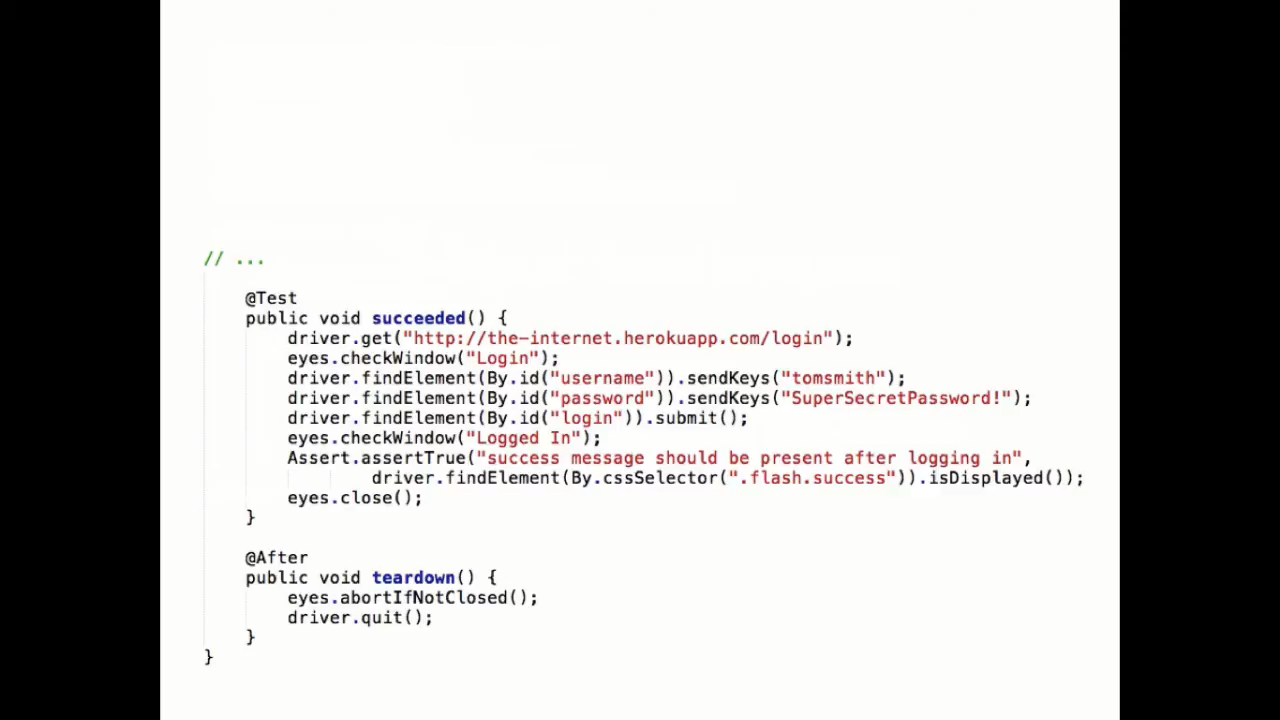 // ...
@Test
public void succeeded() {
driver.get("http://the-internet.herokuapp.com/login");
eyes.checkWindow("Login");
driver.findElement(By.id("username")).sendKeys("tomsmith");
driver.findElement(By.id("password")).sendKeys("SuperSecretPassword!");
driver.findElement(By.id("login")).submit();
eyes.checkWindow("Logged In");
Assert.assertTrue("success message should be present after logging in",
driver.findElement(By.cssSelector(".flash.success")).isDisplayed());
eyes.close();
}
@After
public void teardown() {
eyes.abortIfNotClosed();
driver.quit();
}
}